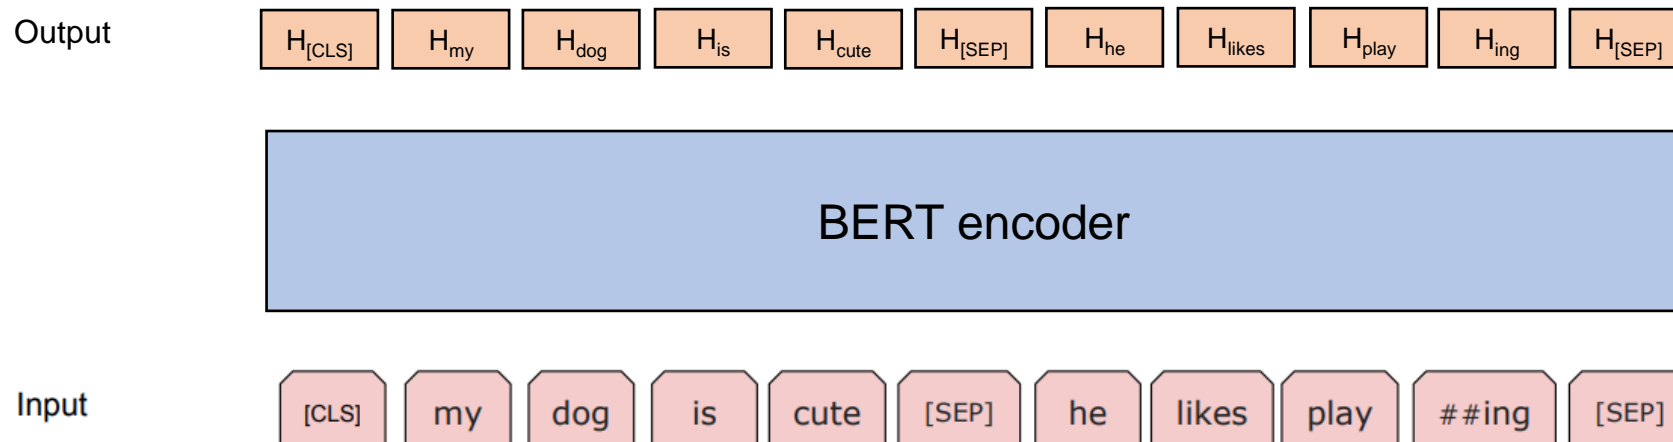 Output H[CLS] Hmy Hdog His Hcute H[SEP] Hhe Hlikes Hplay Hing H[SEP]
BERT encoder
Input [CLS] my dog is cute [SEP] he likes play ##ing [SEP]